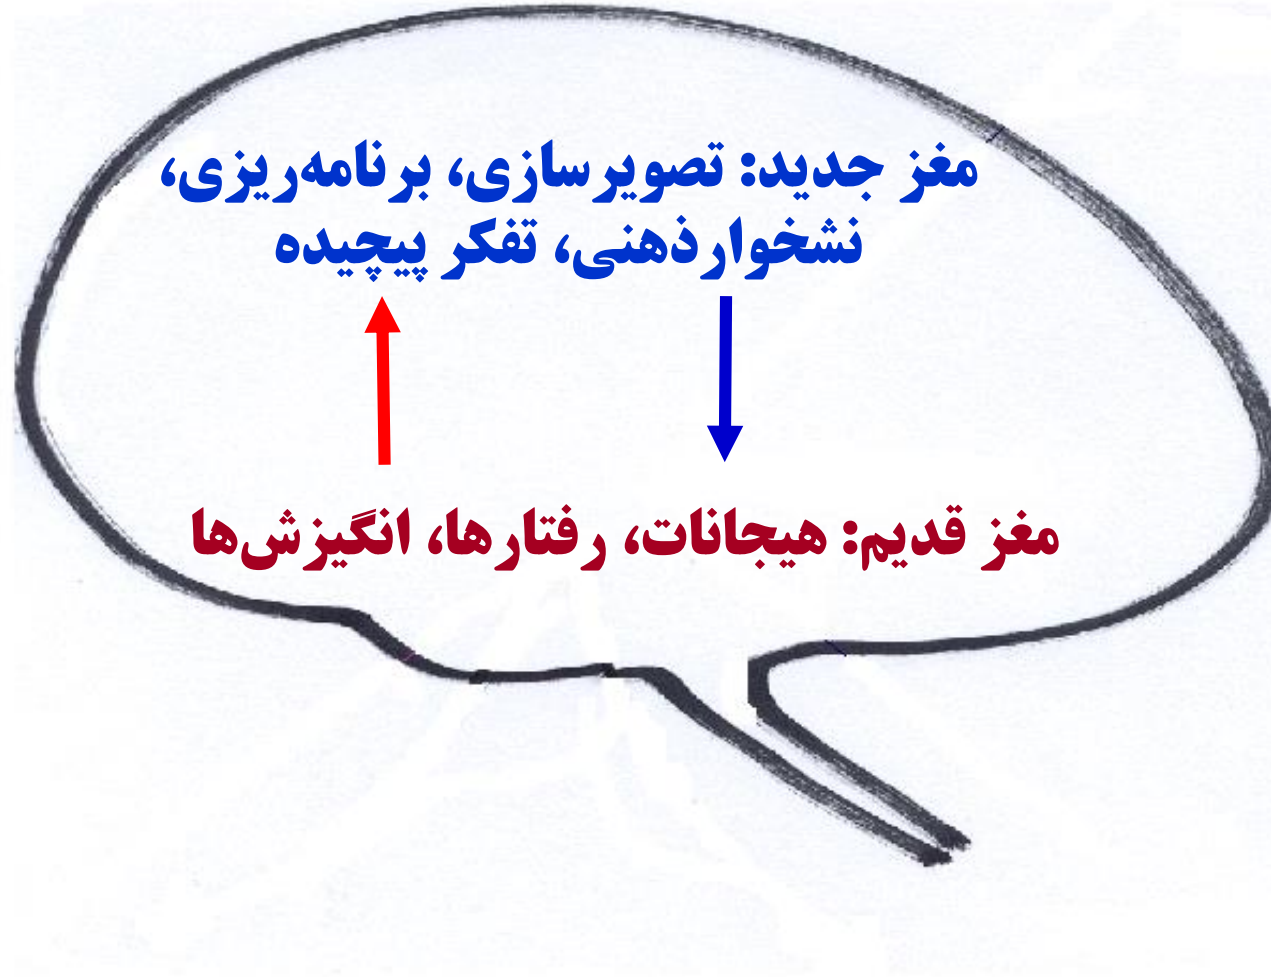 مغز جدید: تصویرسازی، برنامه‌ریزی،
نشخوارذهنی، تفکر پیچیده
مغز قدیم: هیجانات، رفتارها، انگیزش‌ها